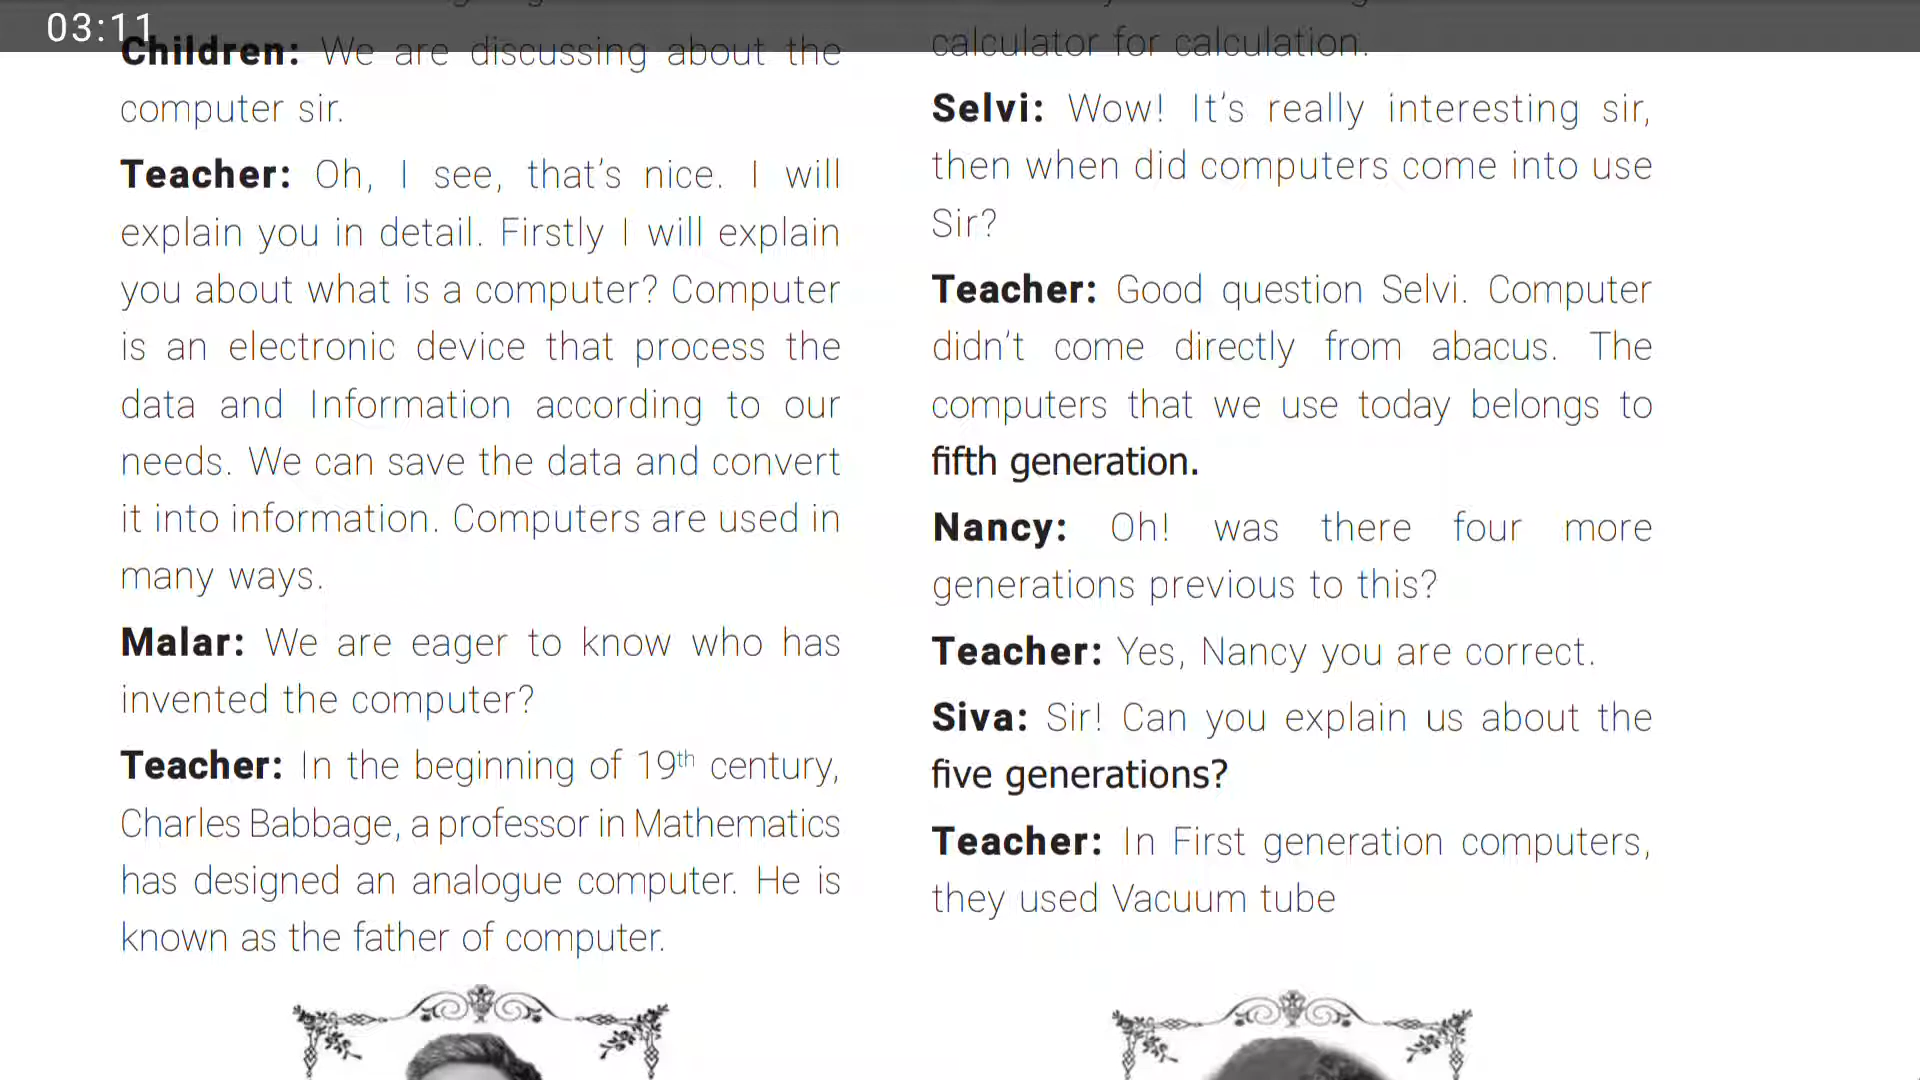 03:11
Children: We are discussing about the
computer sir.
Teacher: Oh, I see, that's nice. I will
explain you in detail. Firstly I will explain
you about what is a computer? Computer
is an electronic device that process the
data and Information according to our
needs. We can save the data and convert
it into information. Computers are used in
many ways.
Malar: We are eager to know who has
invented the computer?
Teacher: In the beginning of 19th century,
Charles Babbage, a professor in Mathematics
has designed an analogue computer. He is
known as the father of computer.
calculator for calculation.
Selvi: Wow! It's really interesting sir,
then when did computers come into use
Sir?
Teacher: Good question Selvi. Computer
didn't come directly from abacus. The
computers that we use today belongs to
fifth generation.
Nancy: Oh! was there four more
generations previous to this?
Teacher: Yes, Nancy you are correct.
Siva: Sir! Can you explain us about the
five generations?
Teacher: In First generation computers,
they used Vacuum tube